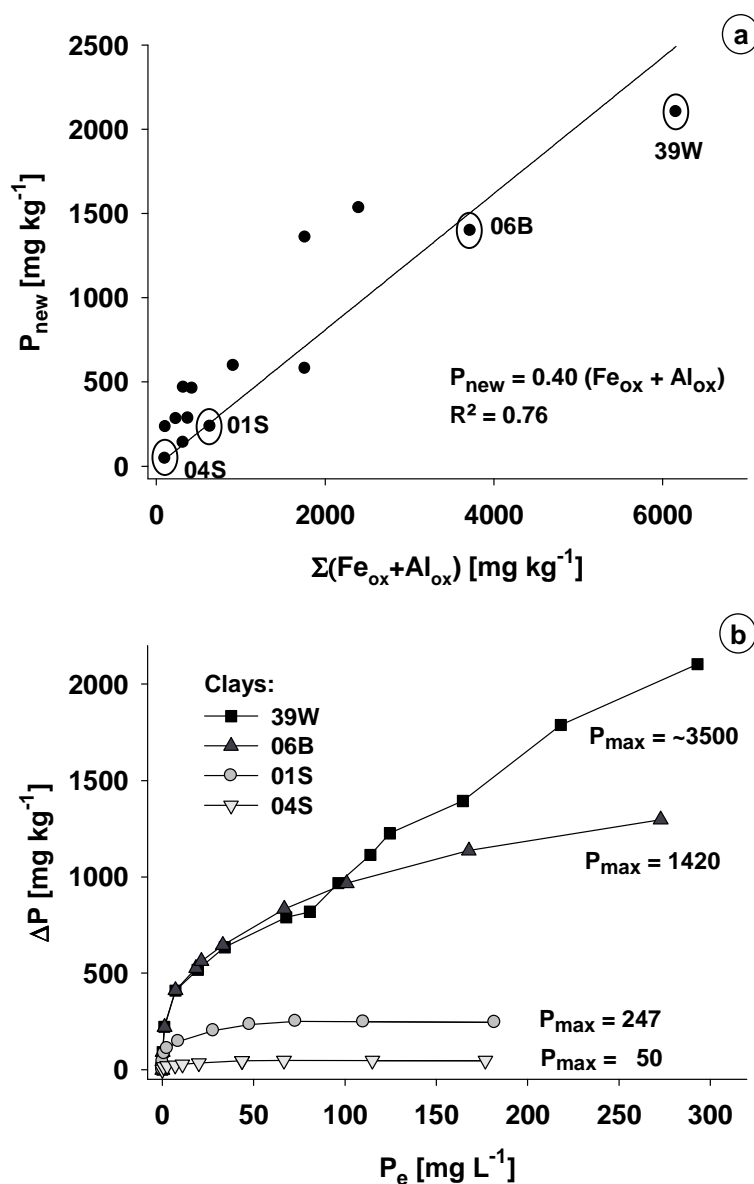 a
2500
2000
1500
1000
500
0
P_new [mg kg⁻¹]
39W
06B
01S
04S
P_new = 0.40 (Fe_ox + Al_ox)
R² = 0.76
0 2000 4000 6000
Σ(Fe_ox+Al_ox) [mg kg⁻¹]
b
2000
1500
1000
500
0
ΔP [mg kg⁻¹]
Clays:
39W
06B
01S
04S
P_max = ~3500
P_max = 1420
P_max = 247
P_max = 50
0 50 100 150 200 250 300
P_e [mg L⁻¹]